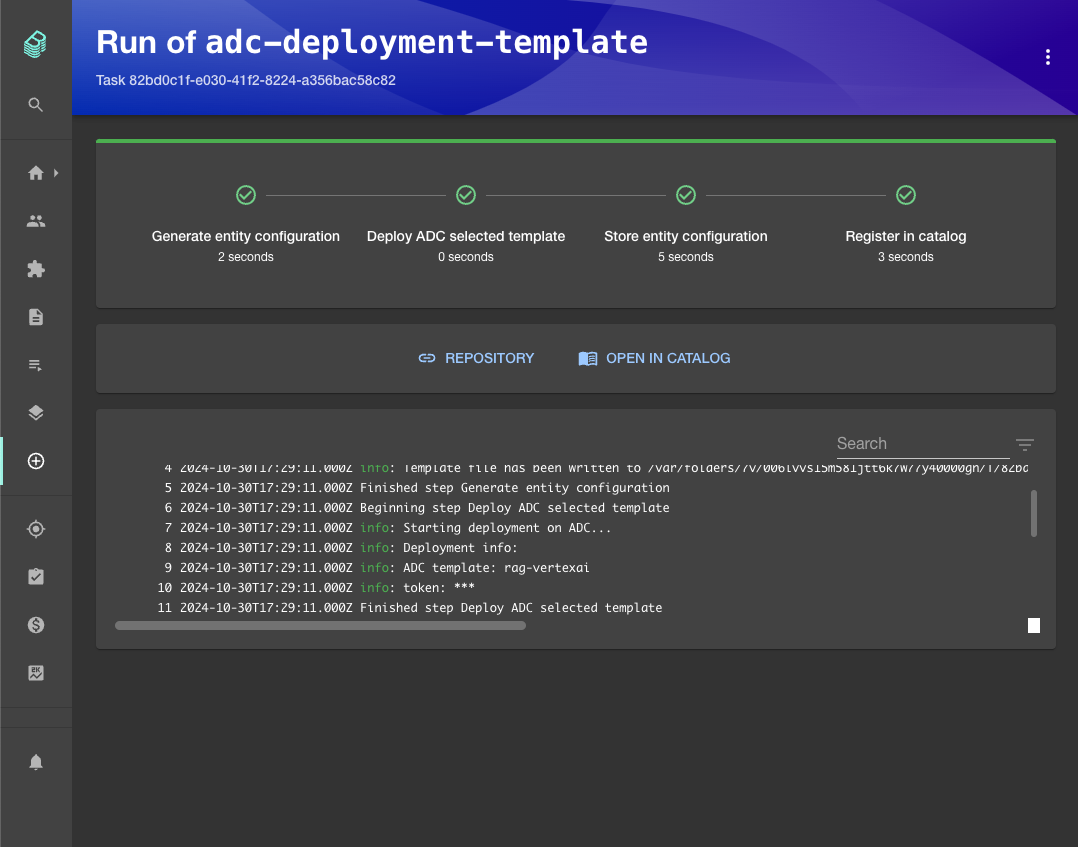 Run of adc-deployment-template
Task 82bd0c1f-e030-41f2-8224-a356bac58c82
Generate entity configuration
2 seconds
Deploy ADC selected template
0 seconds
Store entity configuration
5 seconds
Register in catalog
3 seconds
REPOSITORY
OPEN IN CATALOG
Search
4 2024-10-30T17:29:11.000Z info: Template file has been written to
5 2024-10-30T17:29:11.000Z Finished step Generate entity configuration
6 2024-10-30T17:29:11.000Z Beginning step Deploy ADC selected template
7 2024-10-30T17:29:11.000Z info: Starting deployment on ADC...
8 2024-10-30T17:29:11.000Z info: Deployment info:
9 2024-10-30T17:29:11.000Z info: ADC template: rag-vertexai
10 2024-10-30T17:29:11.000Z info: token: ***
11 2024-10-30T17:29:11.000Z Finished step Deploy ADC selected template